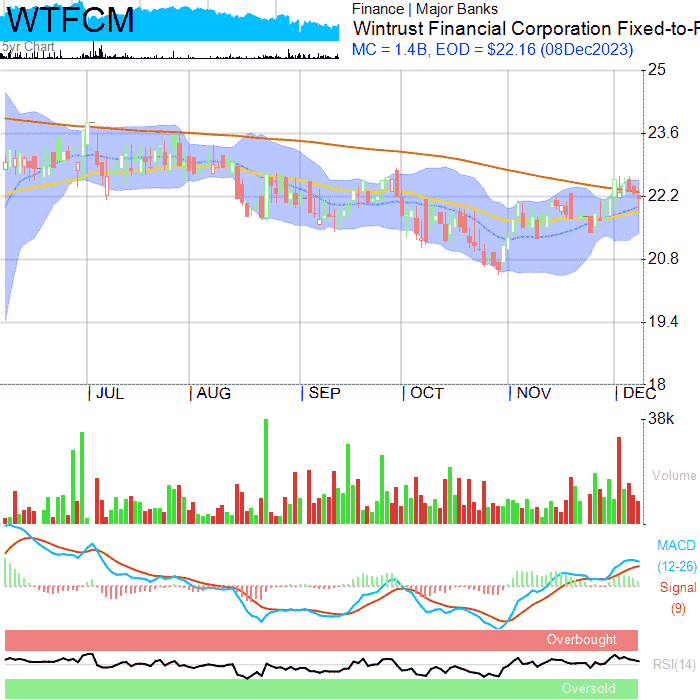 WTFCM
5yr Chart
Finance | Major Banks
Wintrust Financial Corporation Fixed-to-F
MC = 1.4B, EOD = $22.16 (08Dec2023)
25
23.6
22.2
20.8
19.4
18
JUL AUG SEP OCT NOV DEC
38k
Volume
MACD
(12-26)
Signal
(9)
Overbought
RSI(14)
Oversold